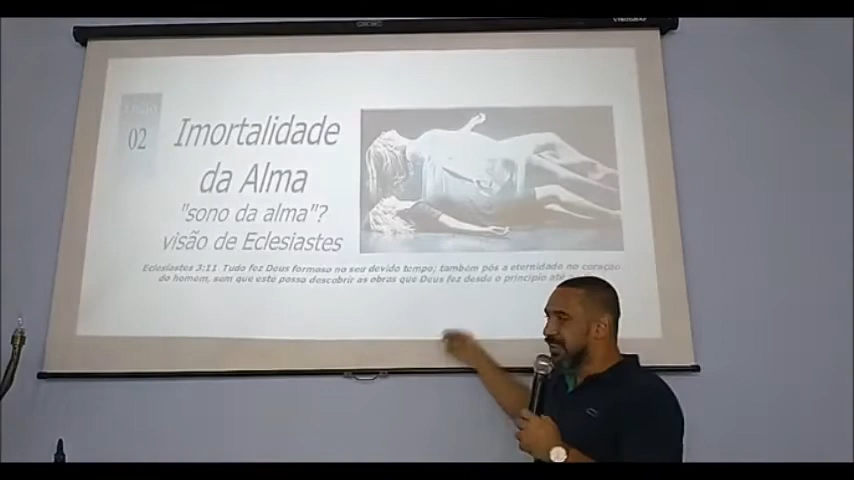 02
Imortalidade
da Alma
"sono da alma"?
visão de Eclesiastes
Eclesiastes 3:11 Tudo fez Deus formoso no seu devido tempo; também pôs a eternidade no coração
do homem, sem que este possa descobrir as obras que Deus fez desde o princípio até